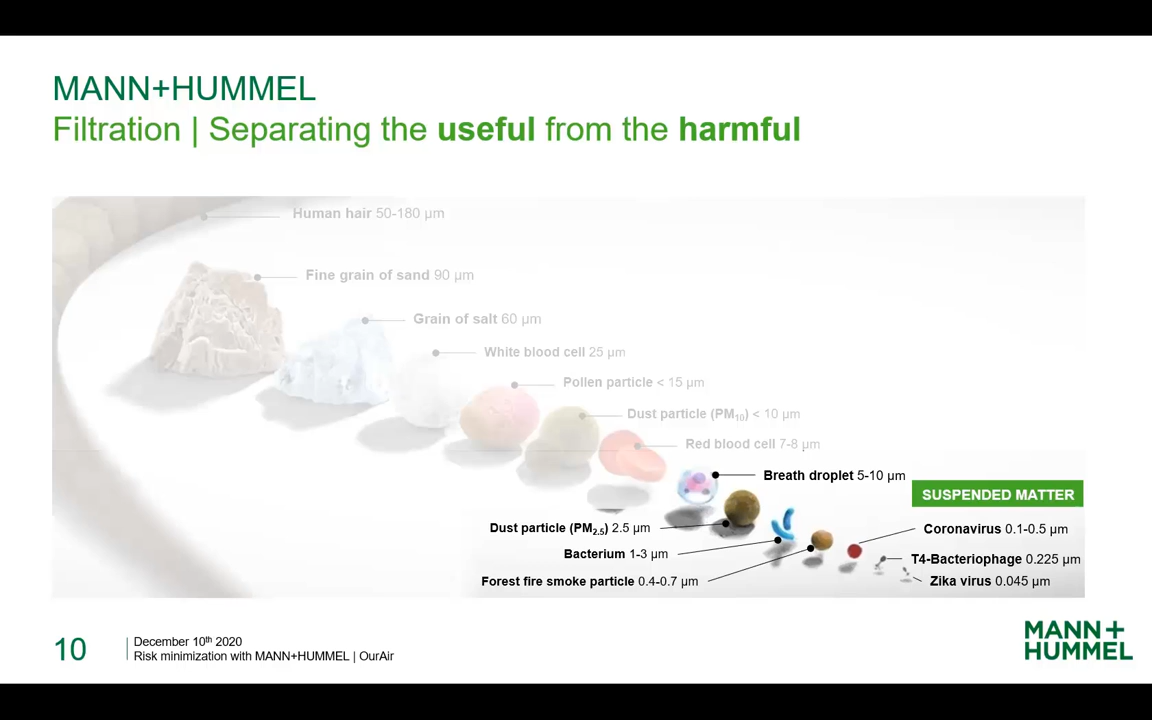 MANN+HUMMEL
Filtration | Separating the useful from the harmful
Human hair 50-180 µm
Fine grain of sand 90 µm
Grain of salt 60 µm
White blood cell 25 µm
Pollen particle < 15 µm
Dust particle (PM10) < 10 µm
Red blood cell 7-8 µm
Breath droplet 5-10 µm
SUSPENDED MATTER
Dust particle (PM2.5) 2.5 µm
Coronavirus 0.1-0.5 µm
Bacterium 1-3 µm
T4-Bacteriophage 0.225 µm
Forest fire smoke particle 0.4-0.7 µm
Zika virus 0.045 µm
10
December 10th 2020
Risk minimization with MANN+HUMMEL | OurAir
MANN+
HUMMEL